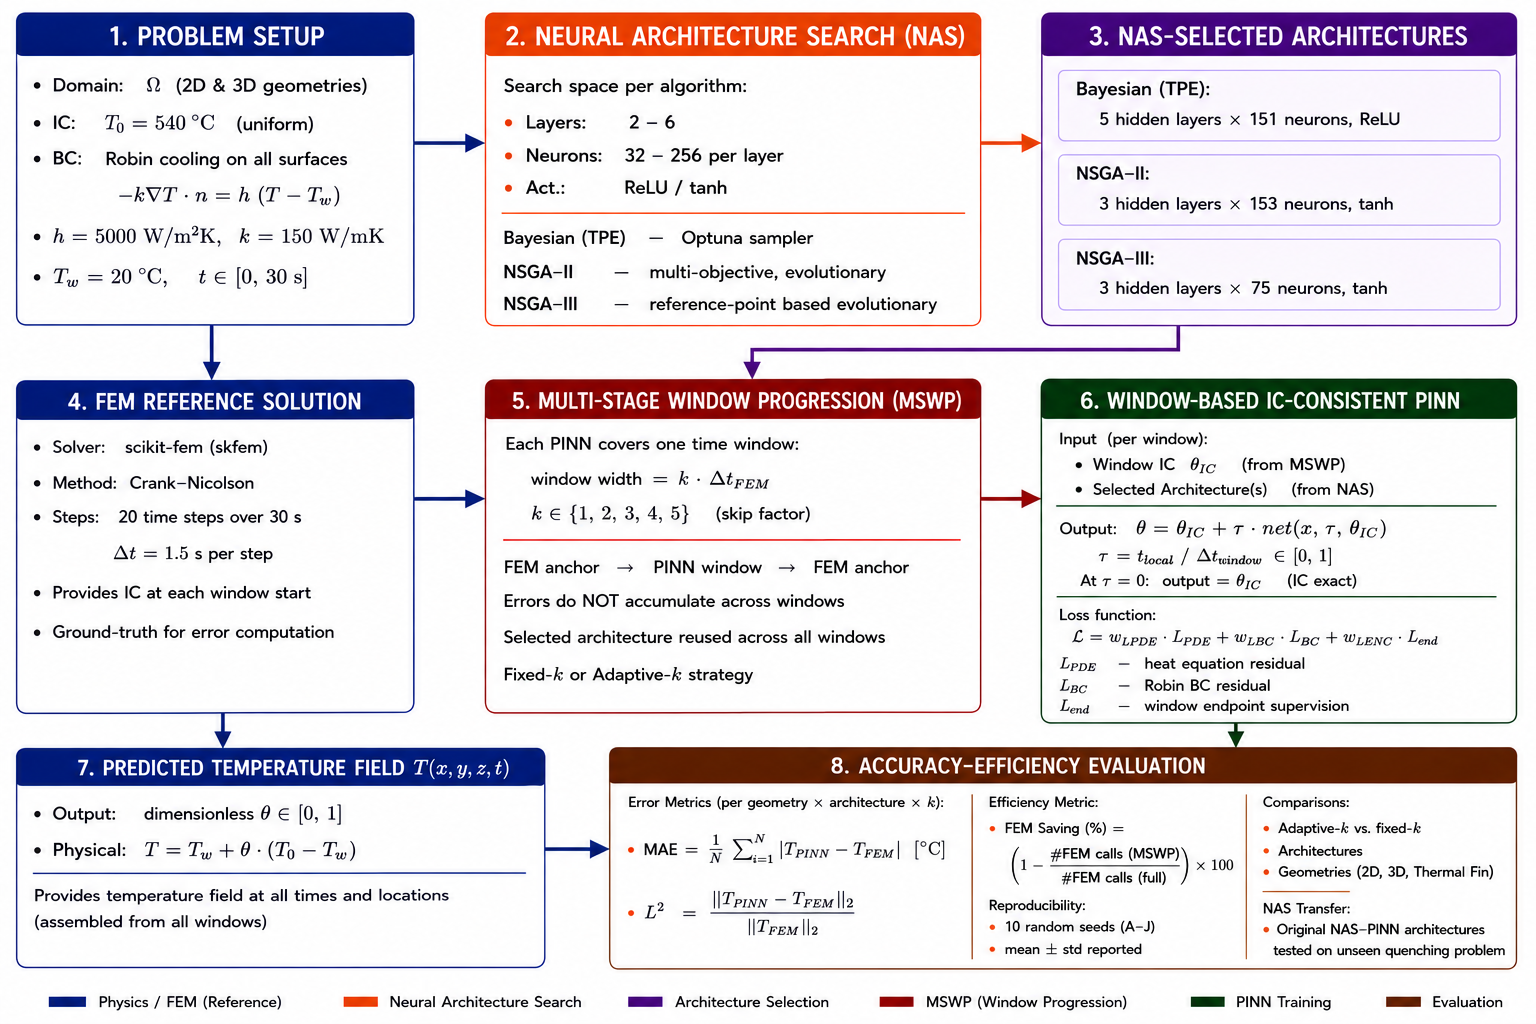 1. PROBLEM SETUP
• Domain: Ω (2D & 3D geometries)
• IC: T₀ = 540 °C (uniform)
• BC: Robin cooling on all surfaces
−k∇T · n = h (T − T_w)
• h = 5000 W/m²K, k = 150 W/mK
• T_w = 20 °C, t ∈ [0, 30 s]
2. NEURAL ARCHITECTURE SEARCH (NAS)
Search space per algorithm:
• Layers: 2 – 6
• Neurons: 32 – 256 per layer
• Act.: ReLU / tanh
Bayesian (TPE) — Optuna sampler
NSGA–II — multi-objective, evolutionary
NSGA–III — reference-point based evolutionary
3. NAS-SELECTED ARCHITECTURES
Bayesian (TPE):
5 hidden layers × 151 neurons, ReLU
NSGA–II:
3 hidden layers × 153 neurons, tanh
NSGA–III:
3 hidden layers × 75 neurons, tanh
4. FEM REFERENCE SOLUTION
• Solver: scikit-fem (skfem)
• Method: Crank–Nicolson
• Steps: 20 time steps over 30 s
Δt = 1.5 s per step
• Provides IC at each window start
• Ground-truth for error computation
5. MULTI-STAGE WINDOW PROGRESSION (MSWP)
Each PINN covers one time window:
window width = k · Δt_FEM
k ∈ {1, 2, 3, 4, 5} (skip factor)
FEM anchor → PINN window → FEM anchor
Errors do NOT accumulate across windows
Selected architecture reused across all windows
Fixed-k or Adaptive-k strategy
6. WINDOW-BASED IC-CONSISTENT PINN
Input (per window):
• Window IC θ_IC (from MSWP)
• Selected Architecture(s) (from NAS)
Output: θ = θ_IC + τ · net(x, τ, θ_IC)
τ = t_local / Δt_window ∈ [0, 1]
At τ = 0: output = θ_IC (IC exact)
Loss function:
ℒ = w_LPDE · L_PDE + w_LBC · L_BC + w_LENC · L_end
L_PDE — heat equation residual
L_BC — Robin BC residual
L_end — window endpoint supervision
7. PREDICTED TEMPERATURE FIELD T(x, y, z, t)
• Output: dimensionless θ ∈ [0, 1]
• Physical: T = T_w + θ · (T₀ − T_w)
Provides temperature field at all times and locations
(assembled from all windows)
8. ACCURACY–EFFICIENCY EVALUATION
Error Metrics (per geometry × architecture × k):
• MAE = 1/N ∑_{i=1}^{N} |T_PINN − T_FEM| [°C]
• L² = ||T_PINN − T_FEM||₂ / ||T_FEM||₂
Efficiency Metric:
• FEM Saving (%) =
(1 − #FEM calls (MSWP) / #FEM calls (full)) × 100
Reproducibility:
• 10 random seeds (A–J)
• mean ± std reported
Comparisons:
• Adaptive-k vs. fixed-k
• Architectures
• Geometries (2D, 3D, Thermal Fin)
NAS Transfer:
• Original NAS–PINN architectures
tested on unseen quenching problem
Physics / FEM (Reference)
Neural Architecture Search
Architecture Selection
MSWP (Window Progression)
PINN Training
Evaluation